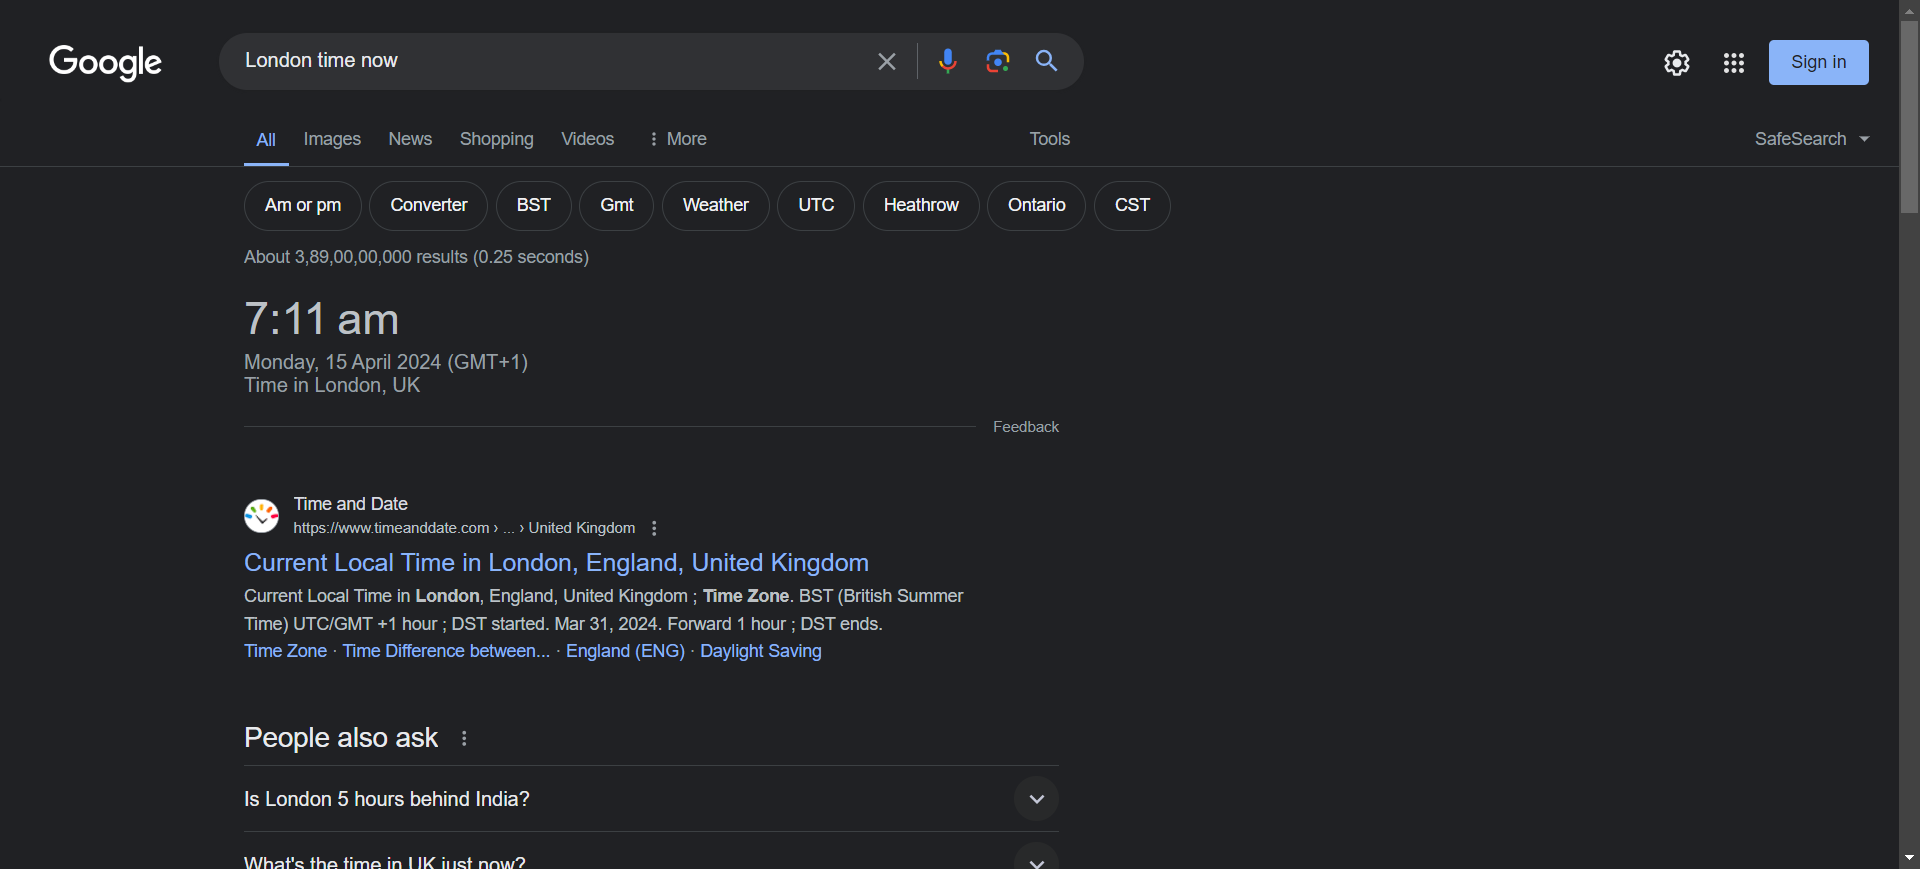 Google
London time now
Sign in
All Images News Shopping Videos More Tools SafeSearch
Am or pm Converter BST Gmt Weather UTC Heathrow Ontario CST
About 3,89,00,00,000 results (0.25 seconds)
7:11 am
Monday, 15 April 2024 (GMT+1)
Time in London, UK
Feedback
Time and Date
https://www.timeanddate.com › ... › United Kingdom
Current Local Time in London, England, United Kingdom
Current Local Time in London, England, United Kingdom ; Time Zone. BST (British Summer
Time) UTC/GMT +1 hour ; DST started. Mar 31, 2024. Forward 1 hour ; DST ends.
Time Zone · Time Difference between... · England (ENG) · Daylight Saving
People also ask
Is London 5 hours behind India?
What's the time in UK just now?